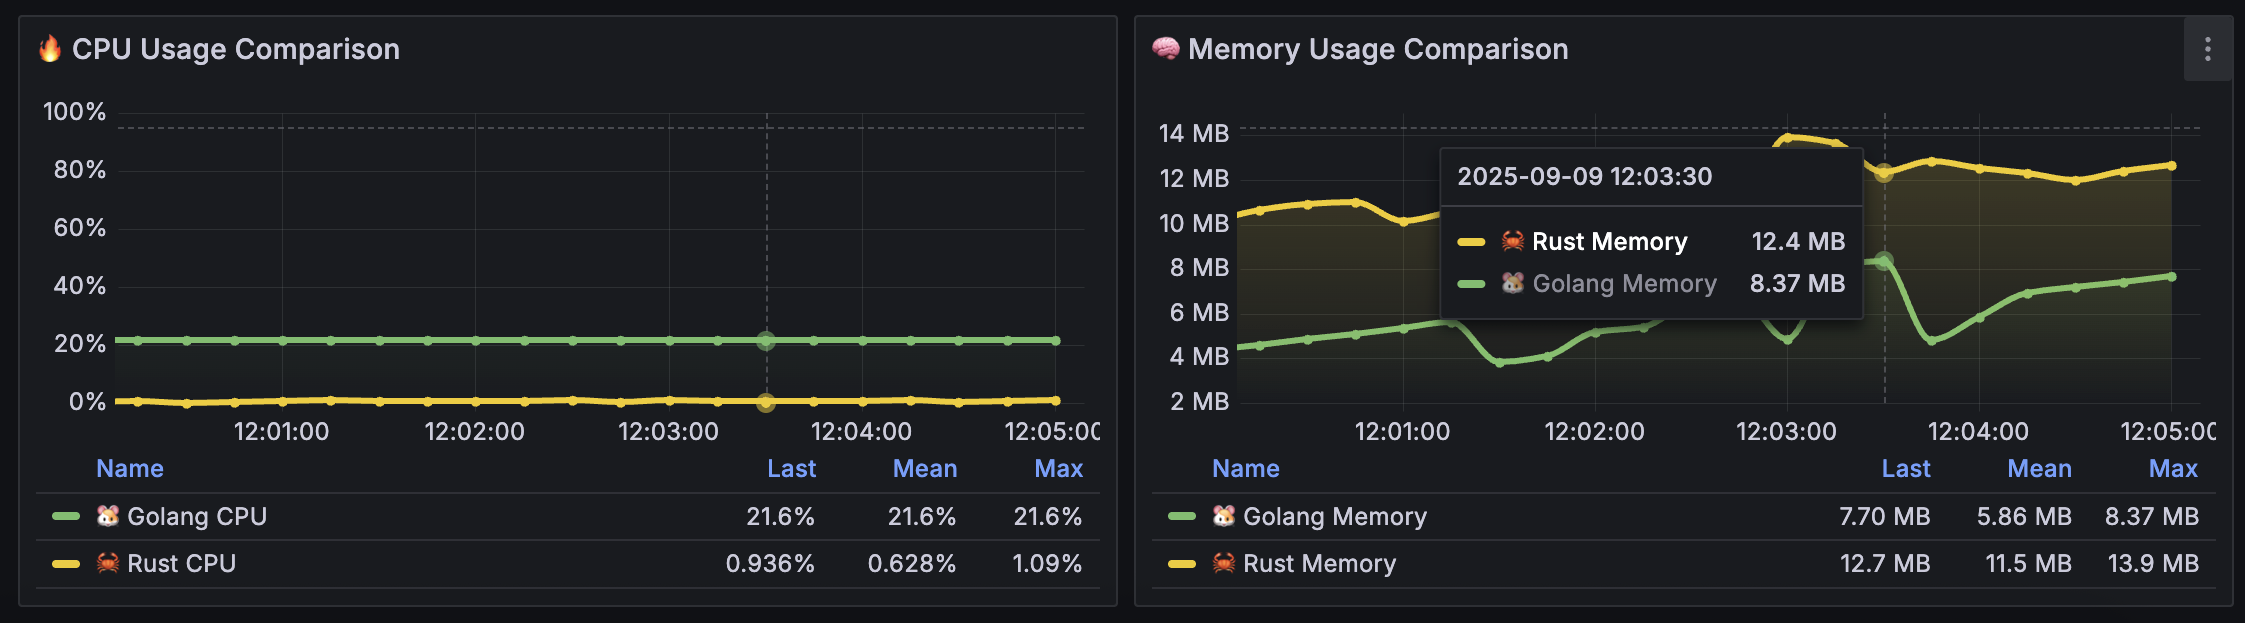 🔥 CPU Usage Comparison
100%
80%
60%
40%
20%
0%
12:01:00 12:02:00 12:03:00 12:04:00 12:05:00
Name Last Mean Max
🐹 Golang CPU 21.6% 21.6% 21.6%
🦀 Rust CPU 0.936% 0.628% 1.09%
🧠 Memory Usage Comparison
14 MB
12 MB
10 MB
8 MB
6 MB
4 MB
2 MB
2025-09-09 12:03:30
🦀 Rust Memory 12.4 MB
🐹 Golang Memory 8.37 MB
12:01:00 12:02:00 12:03:00 12:04:00 12:05:00
Name Last Mean Max
🐹 Golang Memory 7.70 MB 5.86 MB 8.37 MB
🦀 Rust Memory 12.7 MB 11.5 MB 13.9 MB